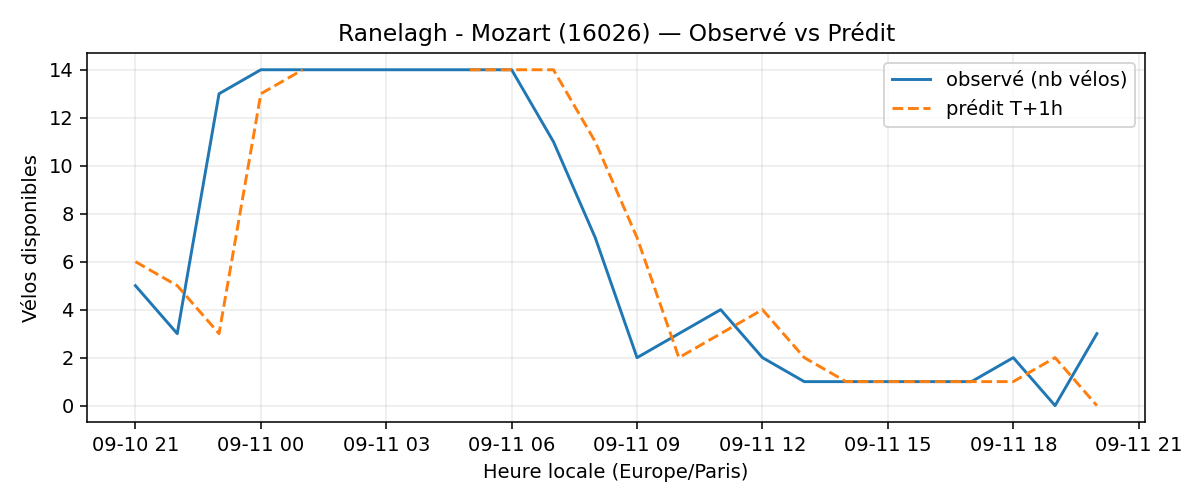 Ranelagh - Mozart (16026) — Observé vs Prédit
14
12
10
8
6
4
2
0
Vélos disponibles
observé (nb vélos)
prédit T+1h
09-10 21 09-11 00 09-11 03 09-11 06 09-11 09 09-11 12 09-11 15 09-11 18 09-11 21
Heure locale (Europe/Paris)